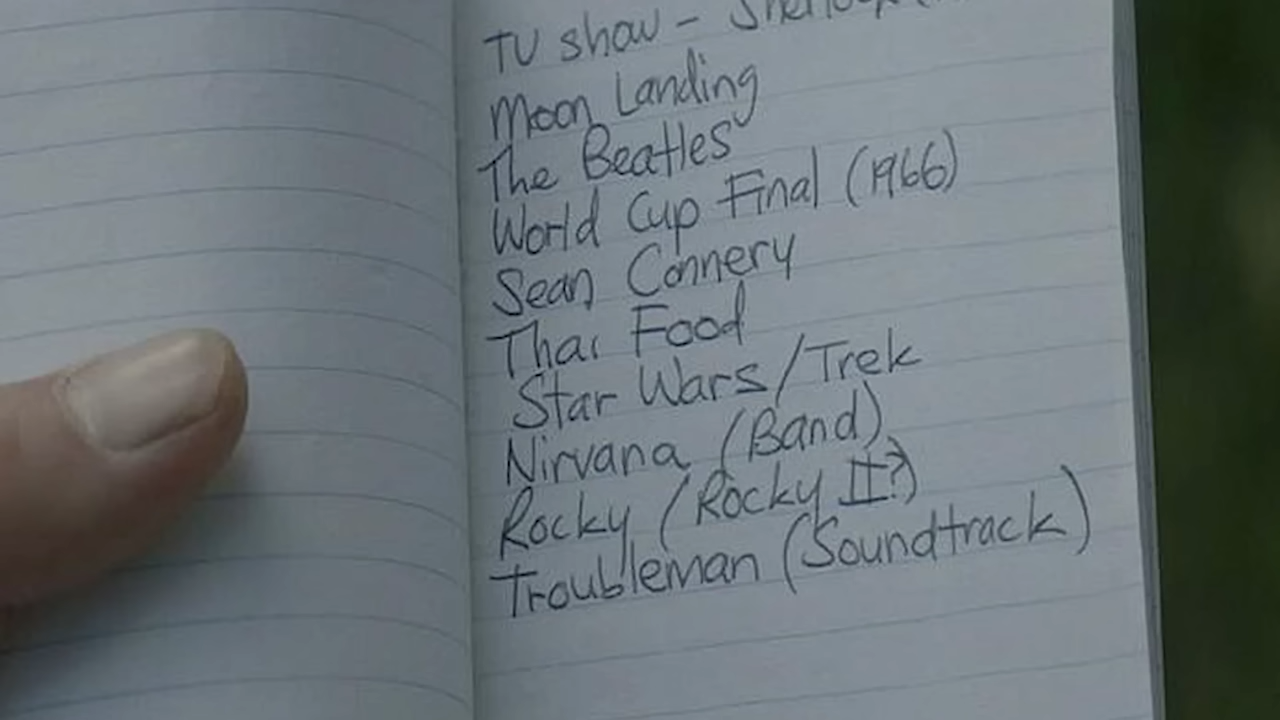 TV show - Sherlock
Moon Landing
The Beatles
World Cup Final (1966)
Sean Connery
Thai Food
Star Wars/Trek
Nirvana (Band)
Rocky (Rocky II?)
Troubleman (Soundtrack)